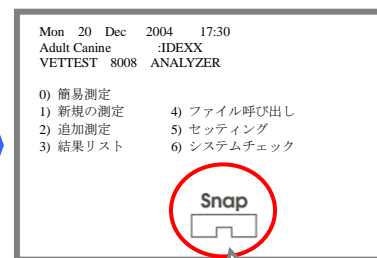 Mon 20 Dec 2004 17:30
Adult Canine :IDEXX
VETTEST 8008 ANALYZER
0) 簡易測定
1) 新規の測定 4) ファイル呼び出し
2) 追加測定 5) セッティング
3) 結果リスト 6) システムチェック
Snap